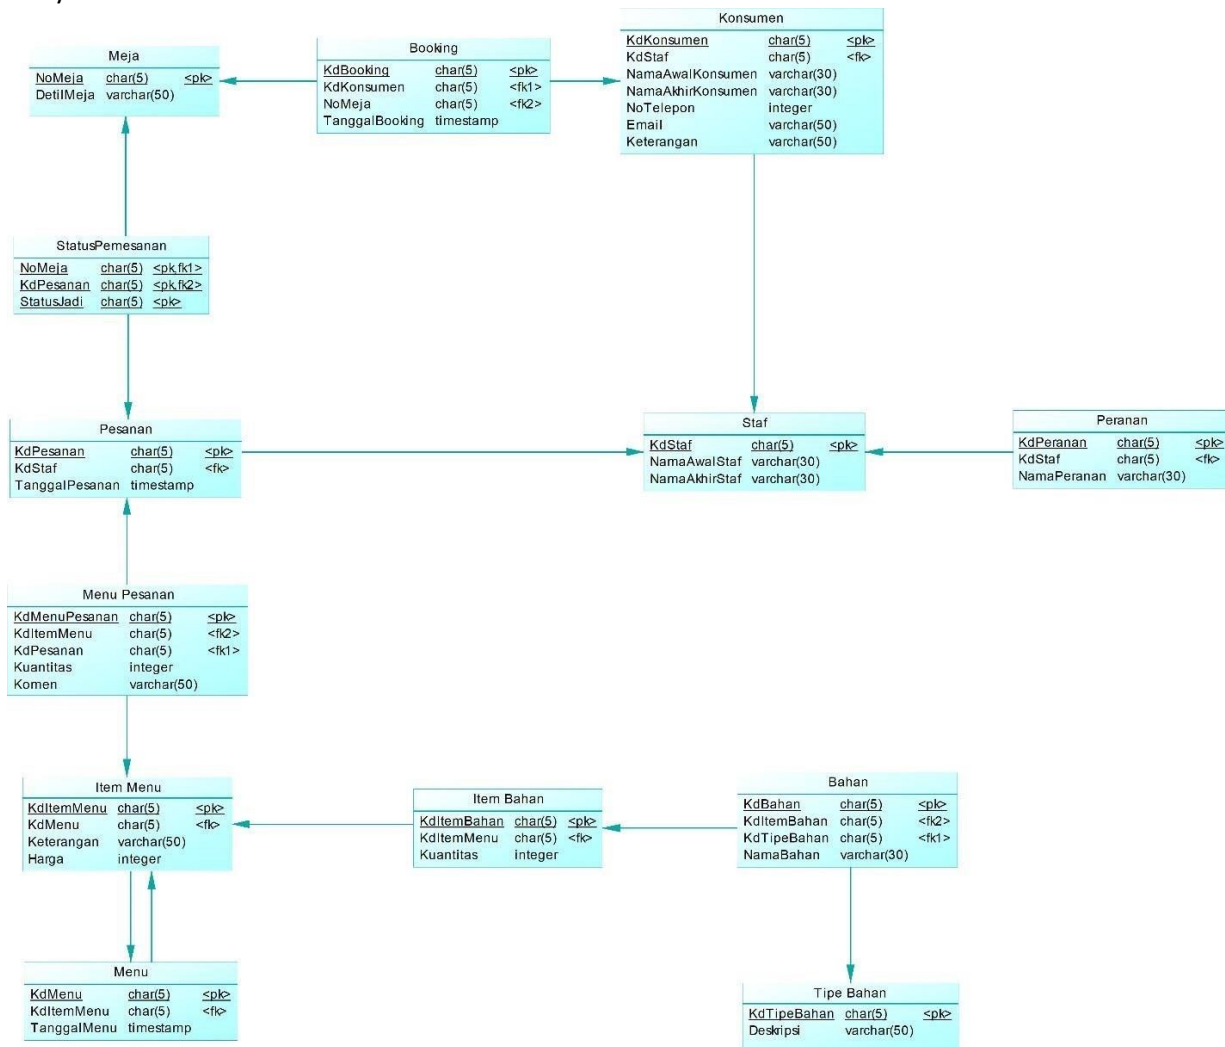 Meja
NoMeja char(5) <pk>
DetilMeja varchar(50)
Booking
KdBooking char(5) <pk>
KdKonsumen char(5) <fk1>
NoMeja char(5) <fk2>
TanggalBooking timestamp
Konsumen
KdKonsumen char(5) <pk>
KdStaf char(5) <fk>
NamaAwalKonsumen varchar(30)
NamaAkhirKonsumen varchar(30)
NoTelepon integer
Email varchar(50)
Keterangan varchar(50)
StatusPemesanan
NoMeja char(5) <pk,fk1>
KdPesanan char(5) <pk,fk2>
StatusJadi char(5) <pk>
Pesanan
KdPesanan char(5) <pk>
KdStaf char(5) <fk>
TanggalPesanan timestamp
Staf
KdStaf char(5) <pk>
NamaAwalStaf varchar(30)
NamaAkhirStaf varchar(30)
Peranan
KdPeranan char(5) <pk>
KdStaf char(5) <fk>
NamaPeranan varchar(30)
Menu Pesanan
KdMenuPesanan char(5) <pk>
KdItemMenu char(5) <fk2>
KdPesanan char(5) <fk1>
Kuantitas integer
Komen varchar(50)
Item Menu
KdItemMenu char(5) <pk>
KdMenu char(5) <fk>
Keterangan varchar(50)
Harga integer
Item Bahan
KdItemBahan char(5) <pk>
KdItemMenu char(5) <fk>
Kuantitas integer
Bahan
KdBahan char(5) <pk>
KdItemBahan char(5) <fk2>
KdTipeBahan char(5) <fk1>
NamaBahan varchar(30)
Menu
KdMenu char(5) <pk>
KdItemMenu char(5) <fk>
TanggalMenu timestamp
Tipe Bahan
KdTipeBahan char(5) <pk>
Deskripsi varchar(50)